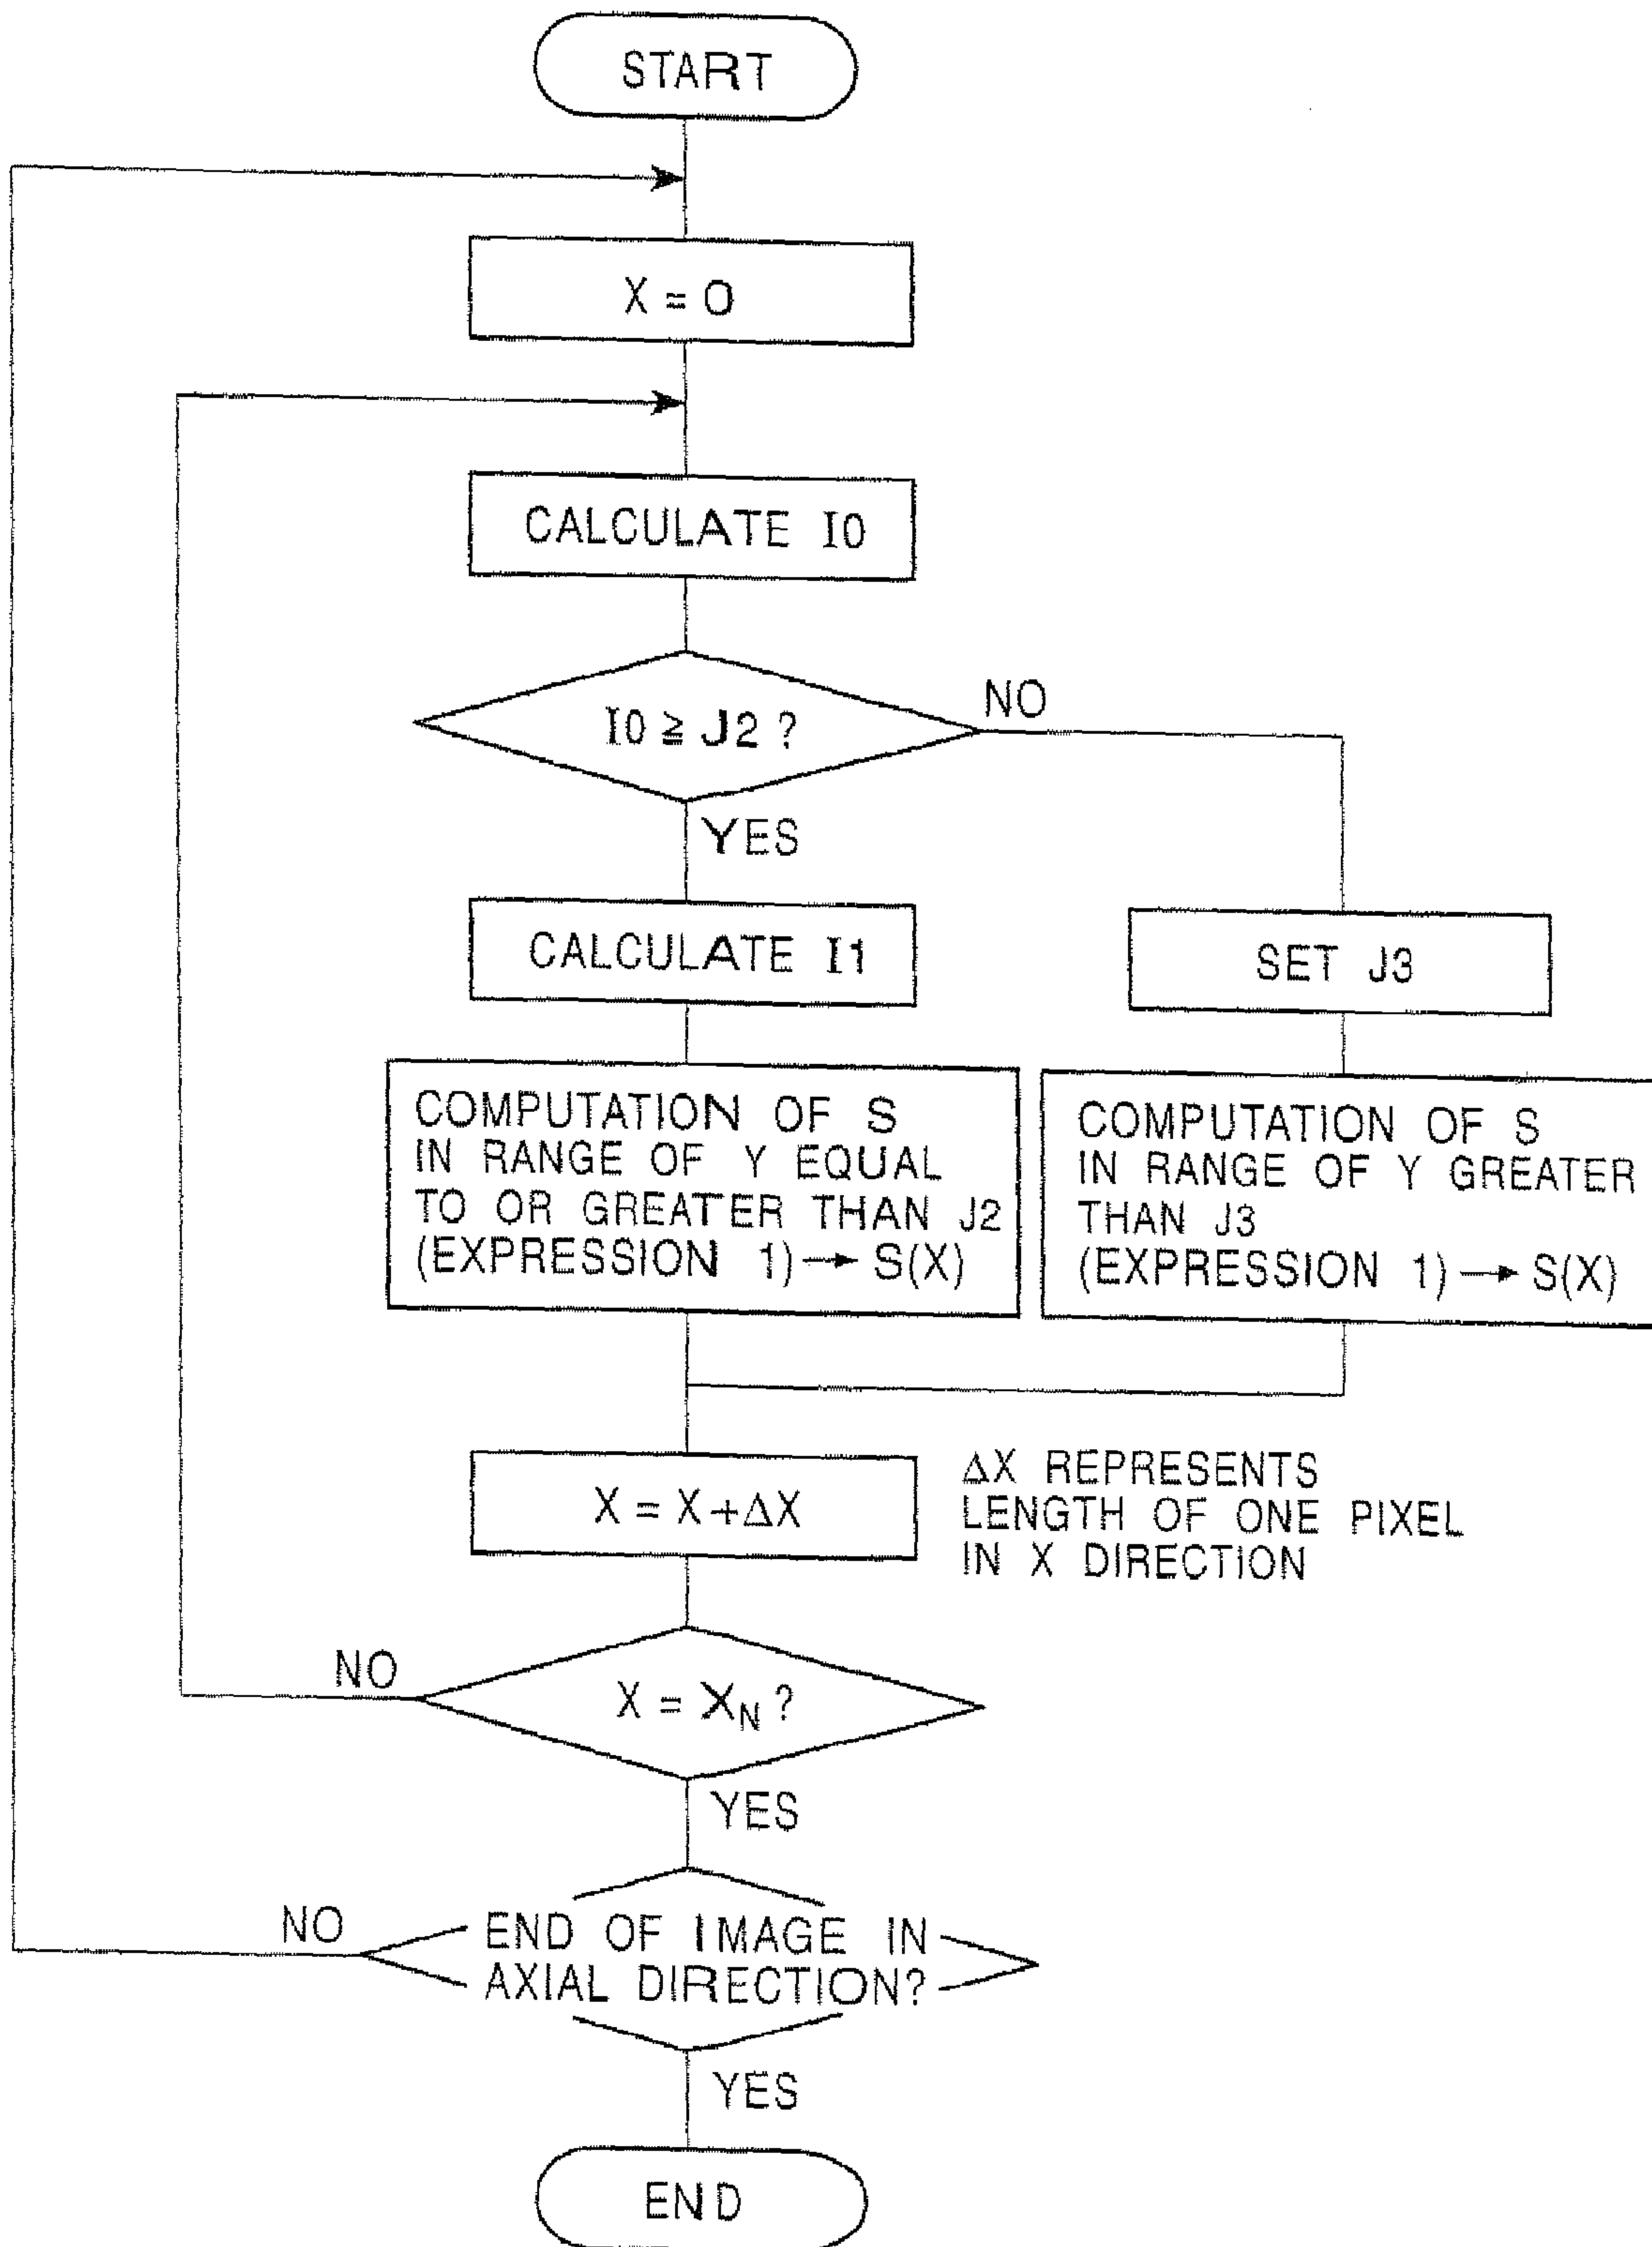 START
X = 0
CALCULATE I0
I0 ≧ J2 ?
NO
YES
CALCULATE I1
SET J3
COMPUTATION OF S
IN RANGE OF Y EQUAL
TO OR GREATER THAN J2
(EXPRESSION 1) → S(X)
COMPUTATION OF S
IN RANGE OF Y GREATER
THAN J3
(EXPRESSION 1) → S(X)
X = X + ΔX
ΔX REPRESENTS
LENGTH OF ONE PIXEL
IN X DIRECTION
NO
X = X_N ?
YES
NO
END OF IMAGE IN
AXIAL DIRECTION?
YES
END